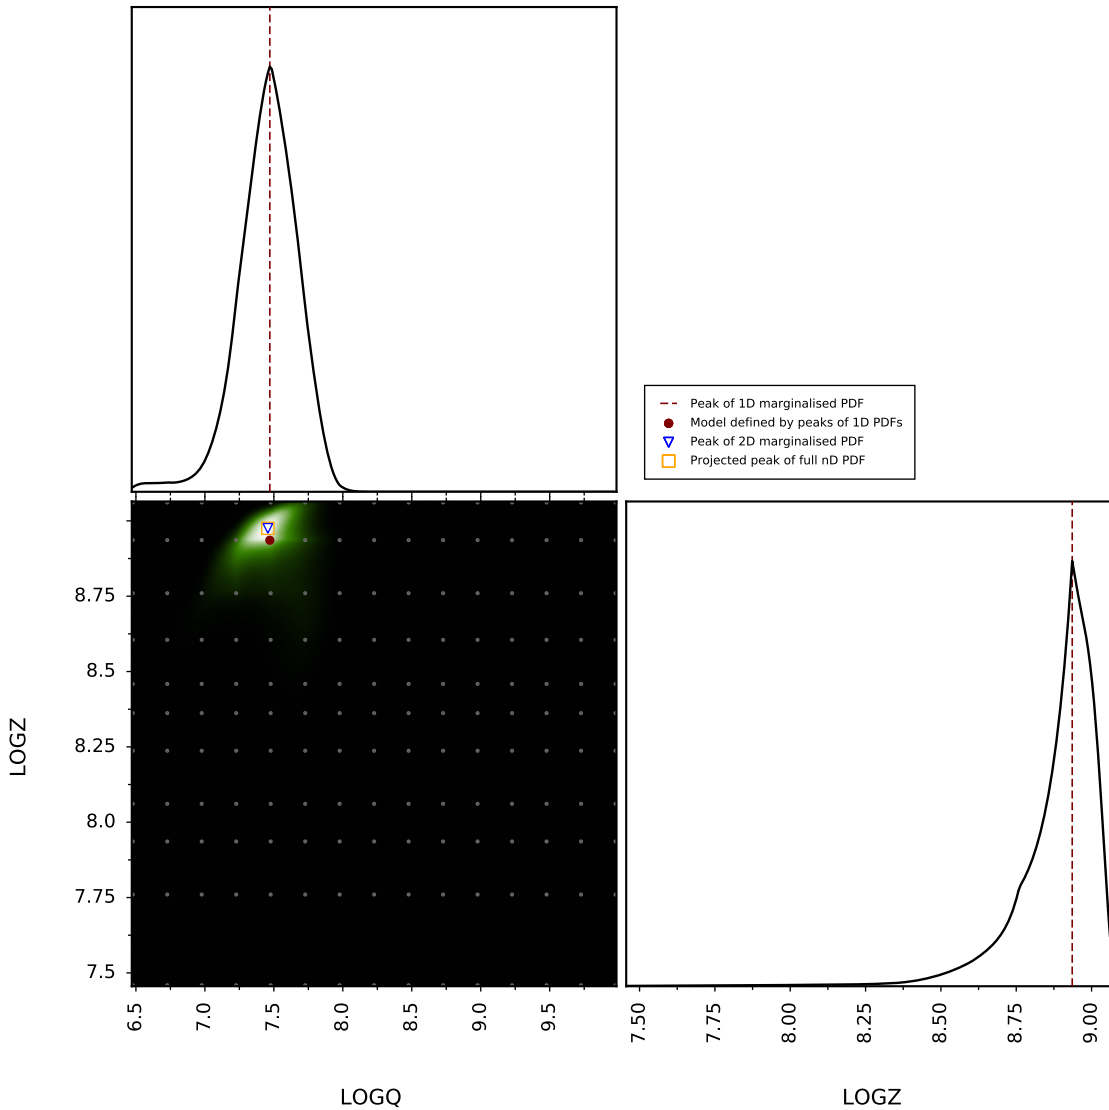 Peak of 1D marginalised PDF
Model defined by peaks of 1D PDFs
Peak of 2D marginalised PDF
Projected peak of full nD PDF
8.75
8.5
8.25
8.0
7.75
7.5
LOGZ
6.5 7.0 7.5 8.0 8.5 9.0 9.5
LOGQ
7.50 7.75 8.00 8.25 8.50 8.75 9.00
LOGZ